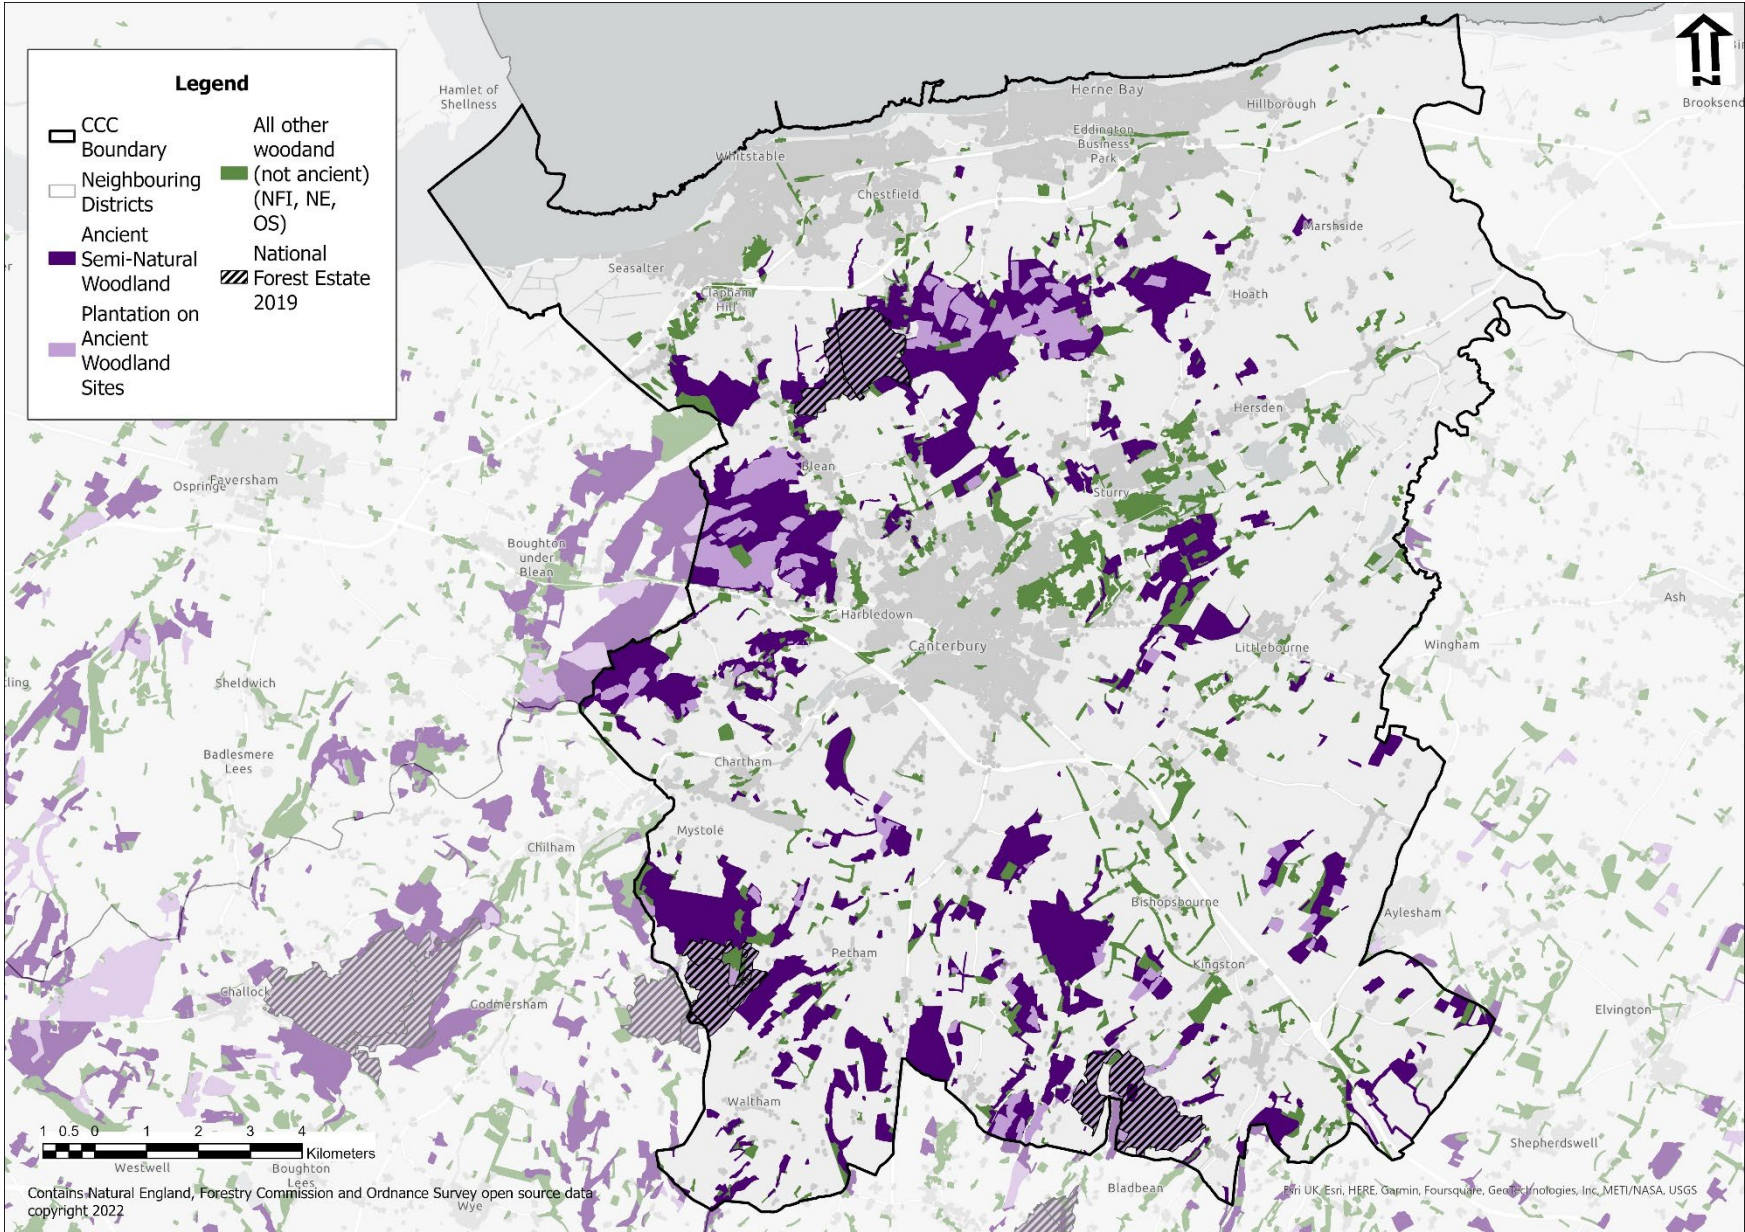 Legend
CCC
Boundary
Neighbouring
Districts
Ancient
Semi-Natural
Woodland
Plantation on
Ancient
Woodland
Sites
All other
woodand
(not ancient)
(NFI, NE,
OS)
National
Forest Estate
2019
N
Hamlet of
Shellness
Herne Bay
Hillborough
Brooksend
Eddington
Business
Park
Whitstable
Chestfield
Marshside
Seasalter
Clapham
Hill
Hoath
Hersden
Blean
Ospringe
Faversham
Sturry
Boughton
under
Blean
Ash
Harbledown
Canterbury
Littlebourne
Wingham
Sheldwich
Badlesmere
Lees
Chartham
Mystole
Chilham
Bishopsbourne
Aylesham
Petham
Kingston
Challock
Godmersham
Elvington
Waltham
Shepherdswell
1 0.5 0 1 2 3 4
Kilometers
Westwell
Boughton
Lees
Wye
Bladbean
Contains Natural England, Forestry Commission and Ordnance Survey open source data
copyright 2022
Esri UK, Esri, HERE, Garmin, Foursquare, GeoTechnologies, Inc, METI/NASA, USGS